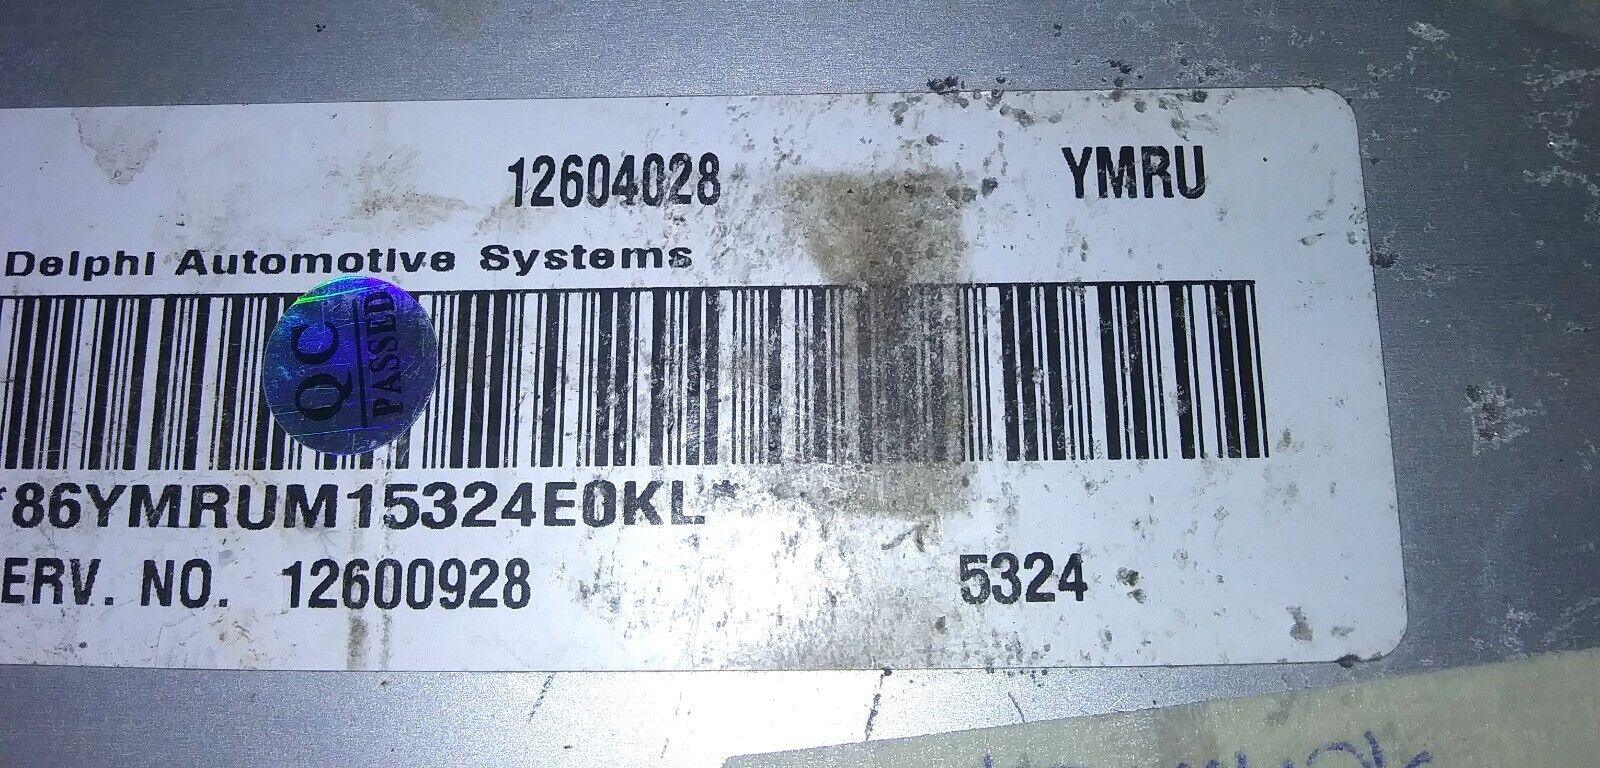 12604028 YMRU
Delphi Automotive Systems
QC
PASSED
*86YMRUM15324E0KL*
ERV. NO. 12600928 5324